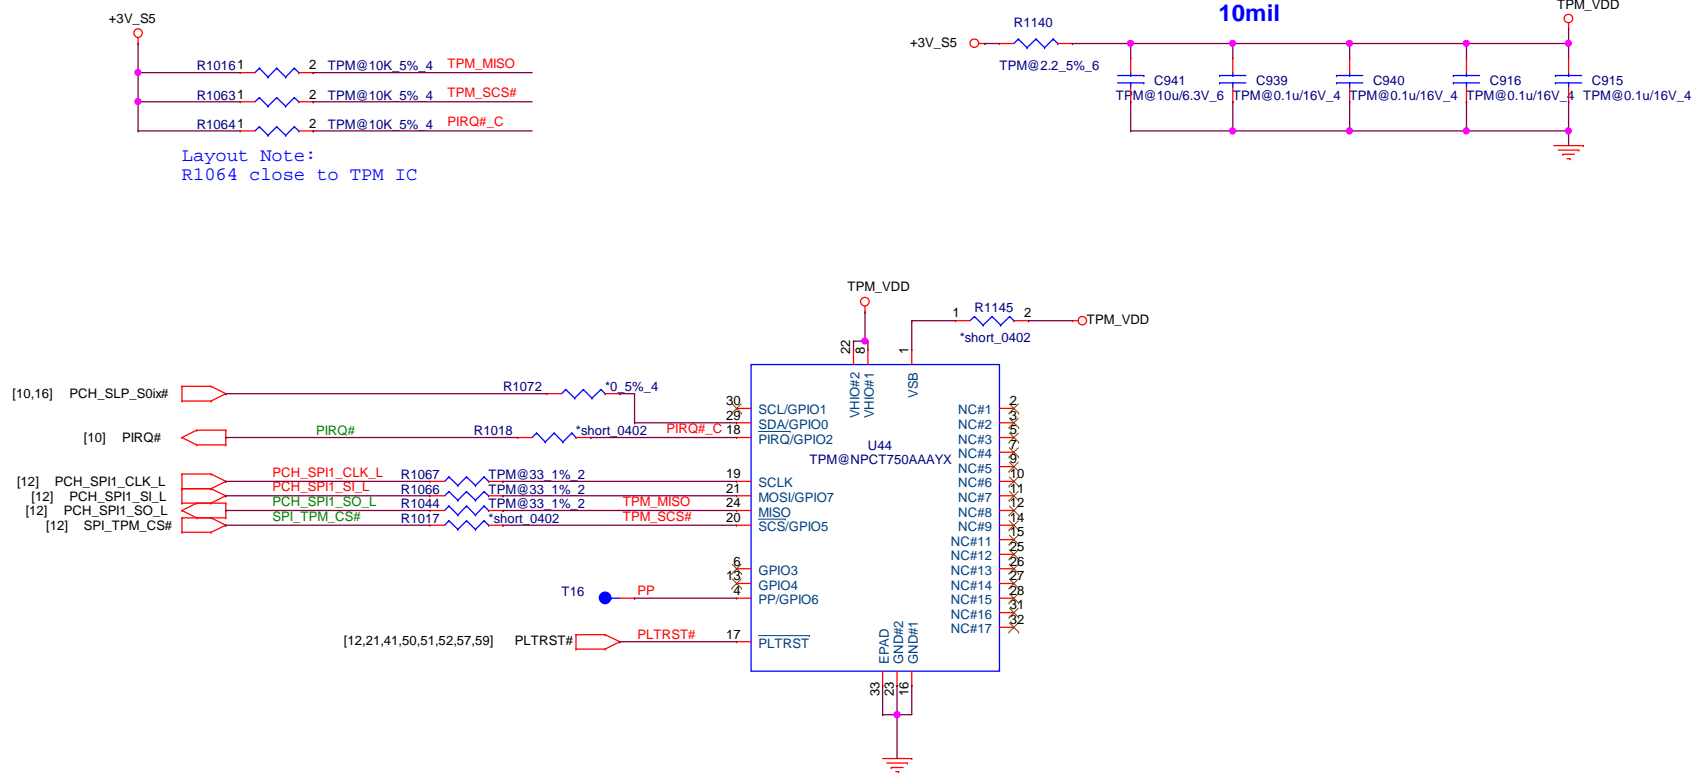 +3V_S5
R1016 1 2 TPM@10K_5%_4 TPM_MISO
R1063 1 2 TPM@10K_5%_4 TPM_SCS#
R1064 1 2 TPM@10K_5%_4 PIRQ#_C
Layout Note:
R1064 close to TPM IC
10mil
TPM_VDD
+3V_S5
R1140
TPM@2.2_5%_6
C941
TPM@10u/6.3V_6
C939
TPM@0.1u/16V_4
C940
TPM@0.1u/16V_4
C916
TPM@0.1u/16V_4
C915
TPM@0.1u/16V_4
TPM_VDD
1 R1145 2 TPM_VDD
*short_0402
22 8 1
VHIO#2
VHIO#1
VSB
[10,16] PCH_SLP_S0ix# R1072 *0_5%_4
30 SCL/GPIO1
29 SDA/GPIO0
[10] PIRQ# PIRQ# R1018 *short_0402 PIRQ#_C 18 PIRQ/GPIO2
U44
TPM@NPCT750AAAYX
[12] PCH_SPI1_CLK_L PCH_SPI1_CLK_L R1067 TPM@33_1%_2 19 SCLK
[12] PCH_SPI1_SI_L PCH_SPI1_SI_L R1066 TPM@33_1%_2 21 MOSI/GPIO7
[12] PCH_SPI1_SO_L PCH_SPI1_SO_L R1044 TPM@33_1%_2 TPM_MISO 24 MISO
[12] SPI_TPM_CS# SPI_TPM_CS# R1017 *short_0402 TPM_SCS# 20 SCS/GPIO5
6 GPIO3
13 GPIO4
T16 PP 4 PP/GPIO6
[12,21,41,50,51,52,57,59] PLTRST# PLTRST# 17 PLTRST
NC#1 2
NC#2 3
NC#3 5
NC#4 7
NC#5 9
NC#6 10
NC#7 11
NC#8 12
NC#9 14
NC#11 15
NC#12 25
NC#13 26
NC#14 27
NC#15 28
NC#16 31
NC#17 32
EPAD
GND#2
GND#1
33 23 16